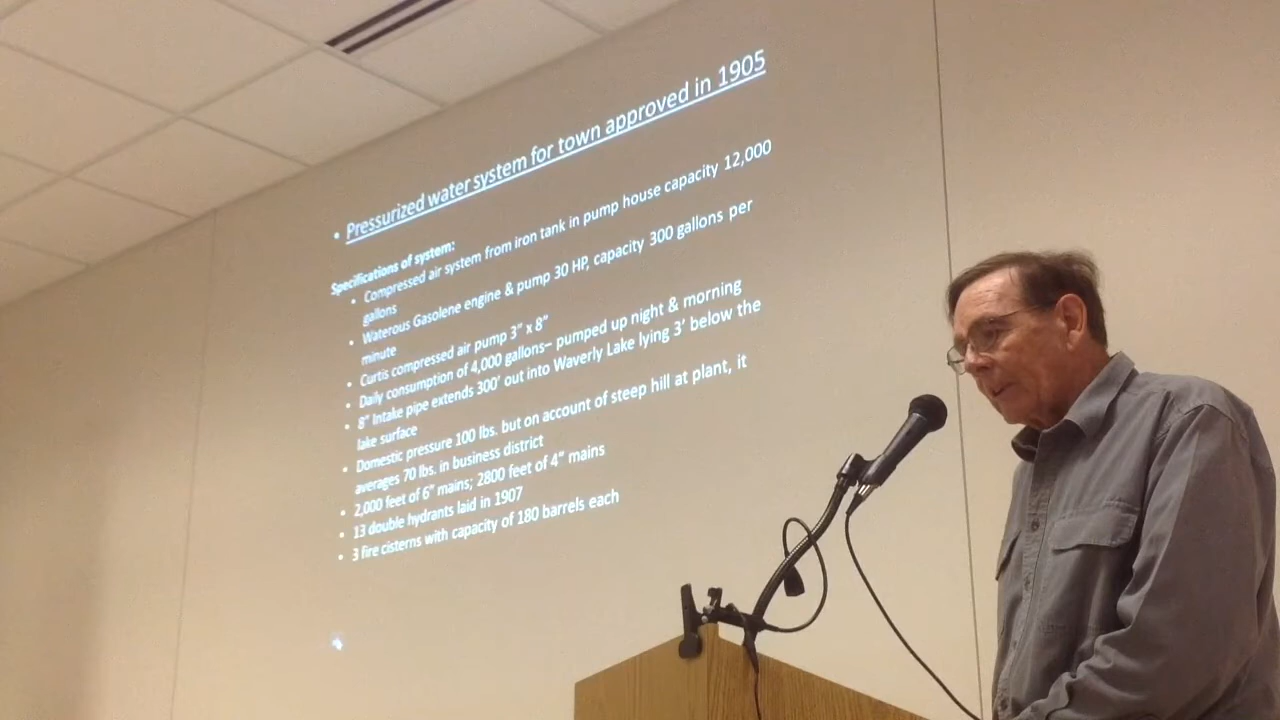 • Pressurized water system for town approved in 1905
Specifications of system:
• Compressed air system from iron tank in pump house capacity 12,000
gallons
• Waterous Gasolene engine & pump 30 HP, capacity 300 gallons per
minute
• Curtis compressed air pump 3” x 8”
• Daily consumption of 4,000 gallons– pumped up night & morning
• 8” Intake pipe extends 300’ out into Waverly Lake lying 3’ below the
lake surface
• Domestic pressure 100 lbs. but on account of steep hill at plant, it
averages 70 lbs. in business district
• 2,000 feet of 6” mains; 2800 feet of 4” mains
• 13 double hydrants laid in 1907
• 3 fire cisterns with capacity of 180 barrels each